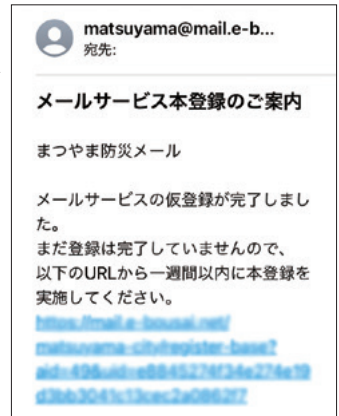 matsuyama@mail.e-b...
宛先:
メールサービス本登録のご案内
まつやま防災メール
メールサービスの仮登録が完了しまし
た。
まだ登録は完了していませんので、
以下のURLから一週間以内に本登録を
実施してください。
https://mail.e-bousai.net/